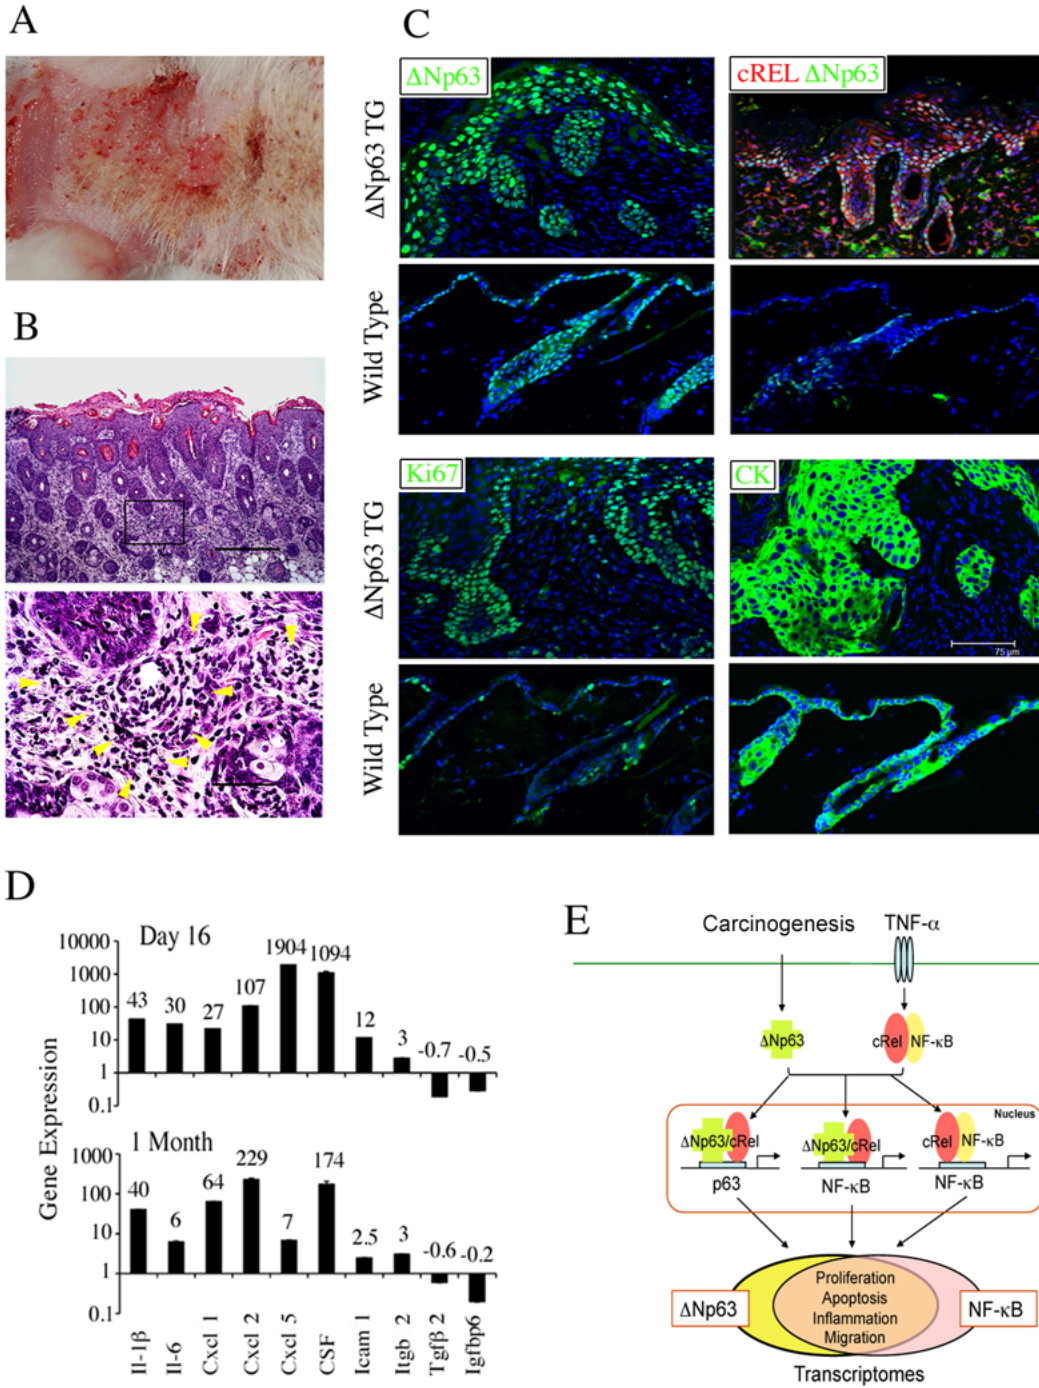 A
B
C
ΔNp63
cREL ΔNp63
ΔNp63 TG
Wild Type
Ki67
CK
ΔNp63 TG
75 μm
Wild Type
D
Gene Expression
Day 16
10000
1000
100
10
1
0.1
43 30 27 107 1904 1094 12 3 -0.7 -0.5
1 Month
1000
100
10
1
0.1
40 6 64 229 7 174 2.5 3 -0.6 -0.2
Il-1β Il-6 Cxcl 1 Cxcl 2 Cxcl 5 CSF Icam 1 Itgb 2 Tgfβ 2 Igfbp6
E
Carcinogenesis TNF-α
ΔNp63 cRel NF-κB
Nucleus
ΔNp63/cRel ΔNp63/cRel cRel NF-κB
p63 NF-κB NF-κB
Proliferation
Apoptosis
Inflammation
Migration
ΔNp63 NF-κB
Transcriptomes